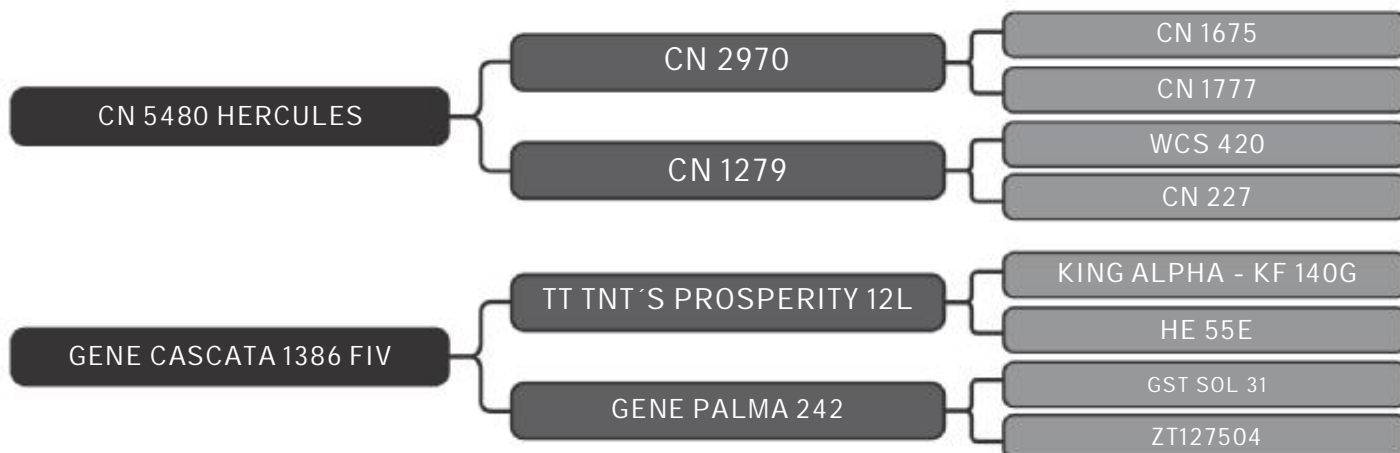 CN 5480 HERCULES
CN 2970
CN 1279
CN 1675
CN 1777
WCS 420
CN 227
GENE CASCATA 1386 FIV
TT TNT´S PROSPERITY 12L
GENE PALMA 242
KING ALPHA - KF 140G
HE 55E
GST SOL 31
ZT127504